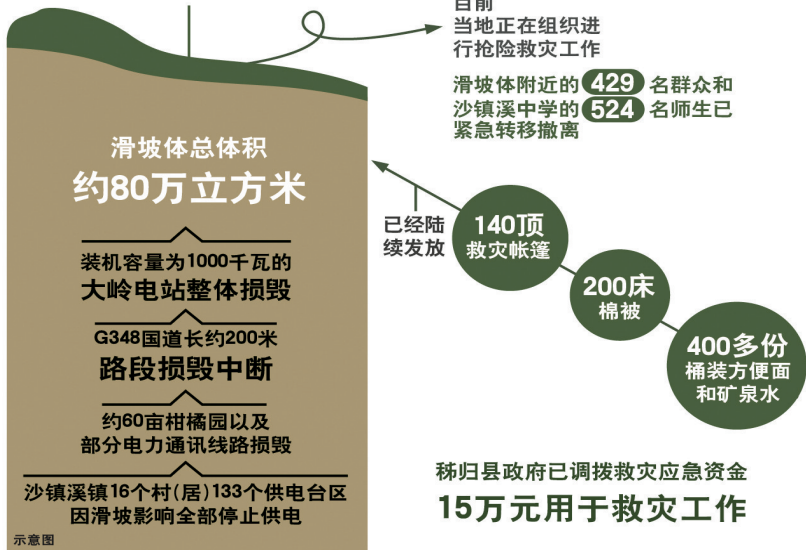 目前
当地正在组织进
行抢险救灾工作
滑坡体附近的429名群众和
沙镇溪中学的524名师生已
紧急转移撤离
滑坡体总体积
约80万立方米
装机容量为1000千瓦的
大岭电站整体损毁
G348国道长约200米
路段损毁中断
约60亩柑橘园以及
部分电力通讯线路损毁
沙镇溪镇16个村(居)133个供电台区
因滑坡影响全部停止供电
示意图
已经陆
续发放
140顶
救灾帐篷
200床
棉被
400多份
桶装方便面
和矿泉水
秭归县政府已调拨救灾应急资金
15万元用于救灾工作